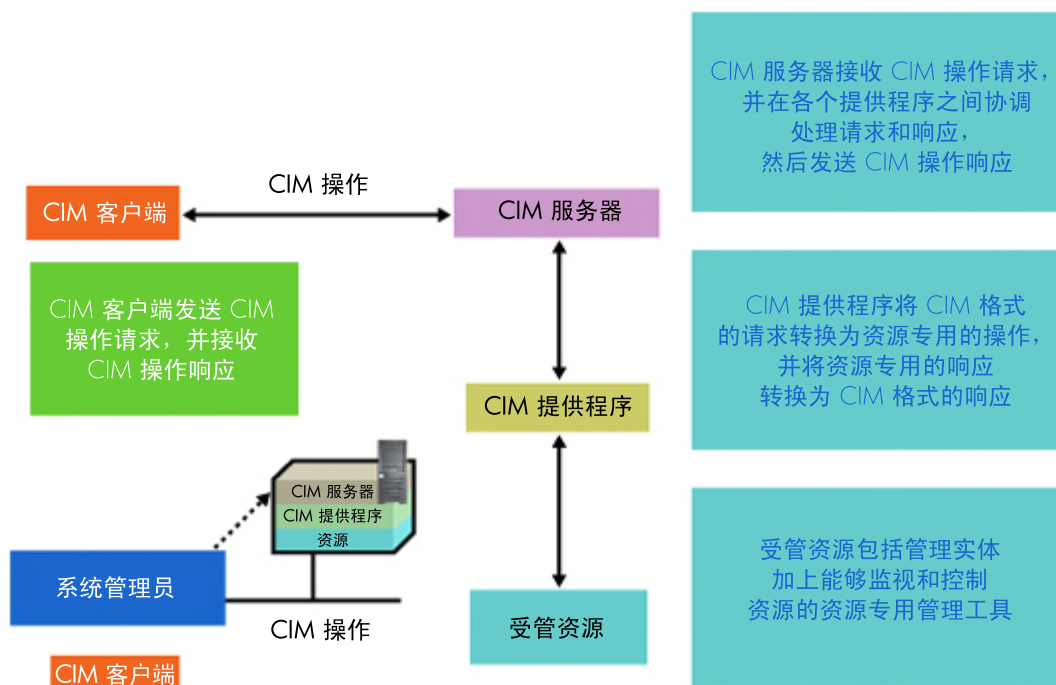 CIM 服务器接收 CIM 操作请求，
并在各个提供程序之间协调
处理请求和响应，
然后发送 CIM 操作响应
CIM 操作
CIM 客户端
CIM 服务器
CIM 客户端发送 CIM
操作请求，并接收
CIM 操作响应
CIM 提供程序将 CIM 格式
的请求转换为资源专用的操作，
并将资源专用的响应
转换为 CIM 格式的响应
CIM 提供程序
CIM 服务器
CIM 提供程序
资源
系统管理员
CIM 操作
CIM 客户端
受管资源
受管资源包括管理实体
加上能够监视和控制
资源的资源专用管理工具